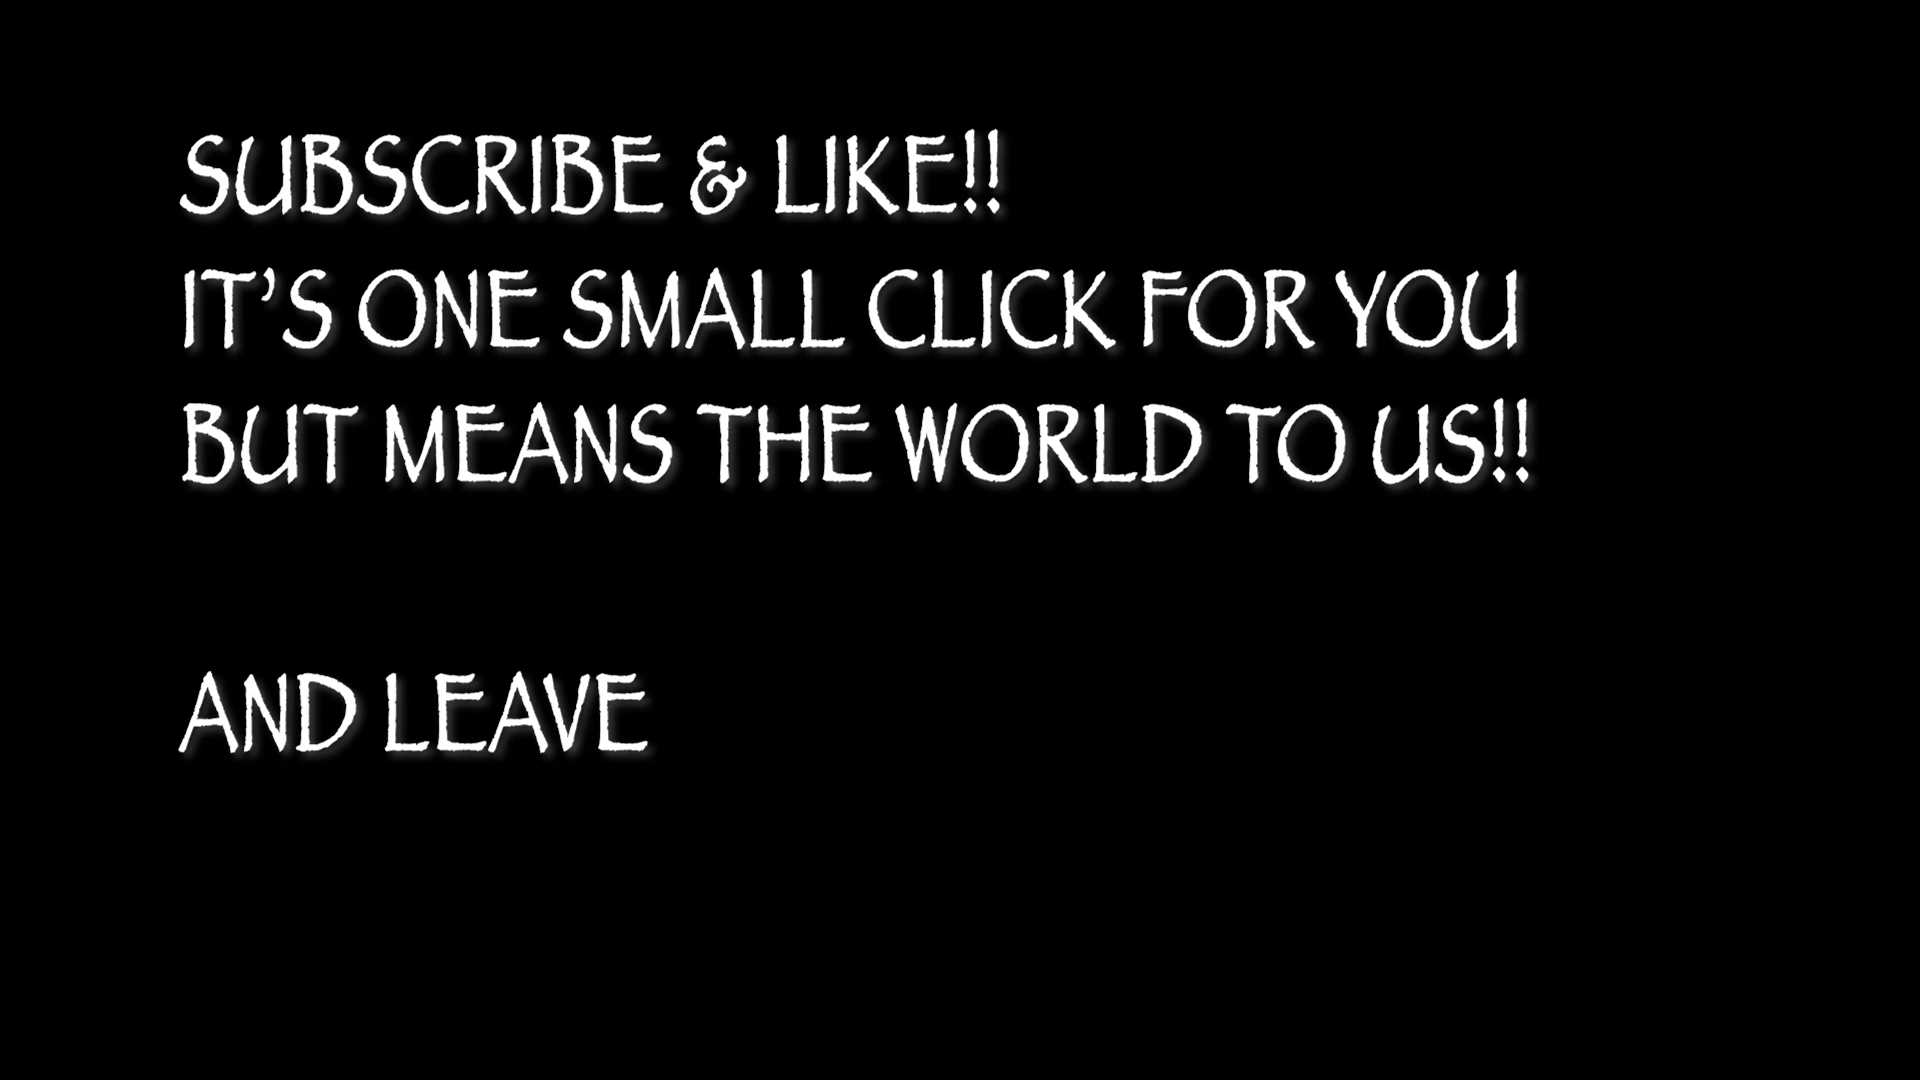 SUBSCRIBE & LIKE!!
IT’S ONE SMALL CLICK FOR YOU
BUT MEANS THE WORLD TO US!!
AND LEAVE